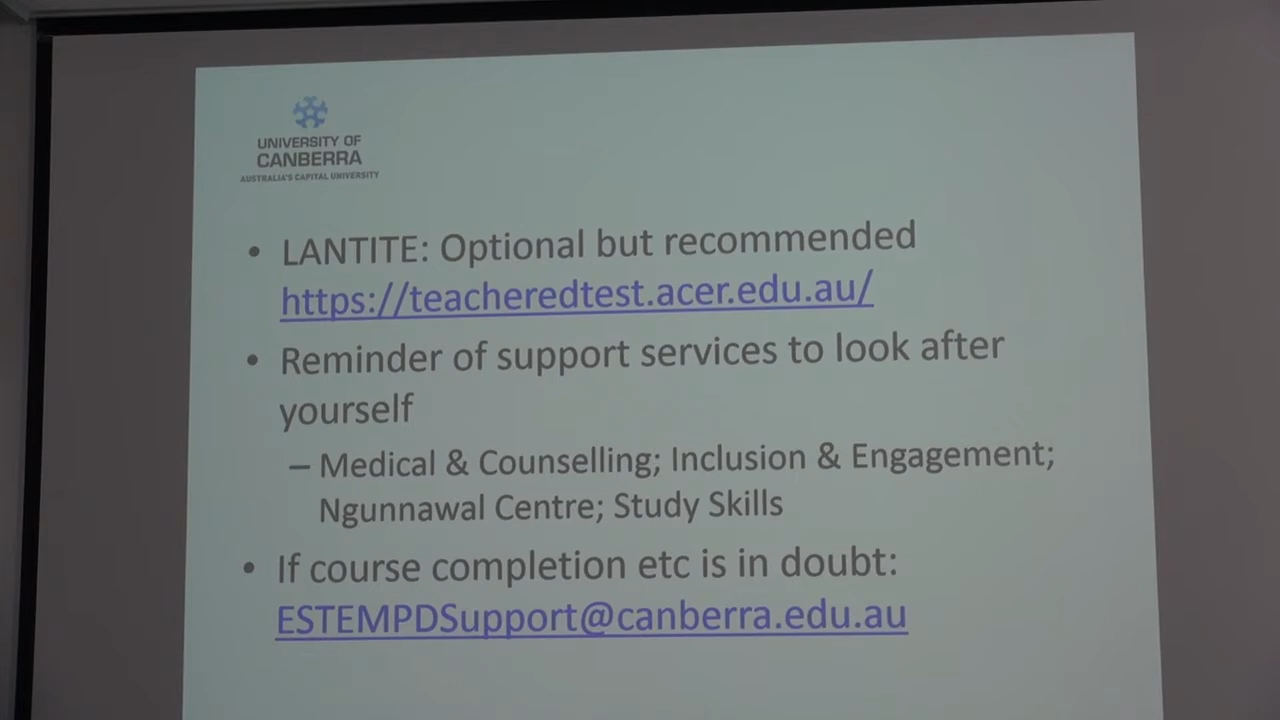 UNIVERSITY OF
CANBERRA
AUSTRALIA'S CAPITAL UNIVERSITY
• LANTITE: Optional but recommended
https://teacheredtest.acer.edu.au/
• Reminder of support services to look after
yourself
– Medical & Counselling; Inclusion & Engagement;
Ngunnawal Centre; Study Skills
• If course completion etc is in doubt:
ESTEMPDSupport@canberra.edu.au